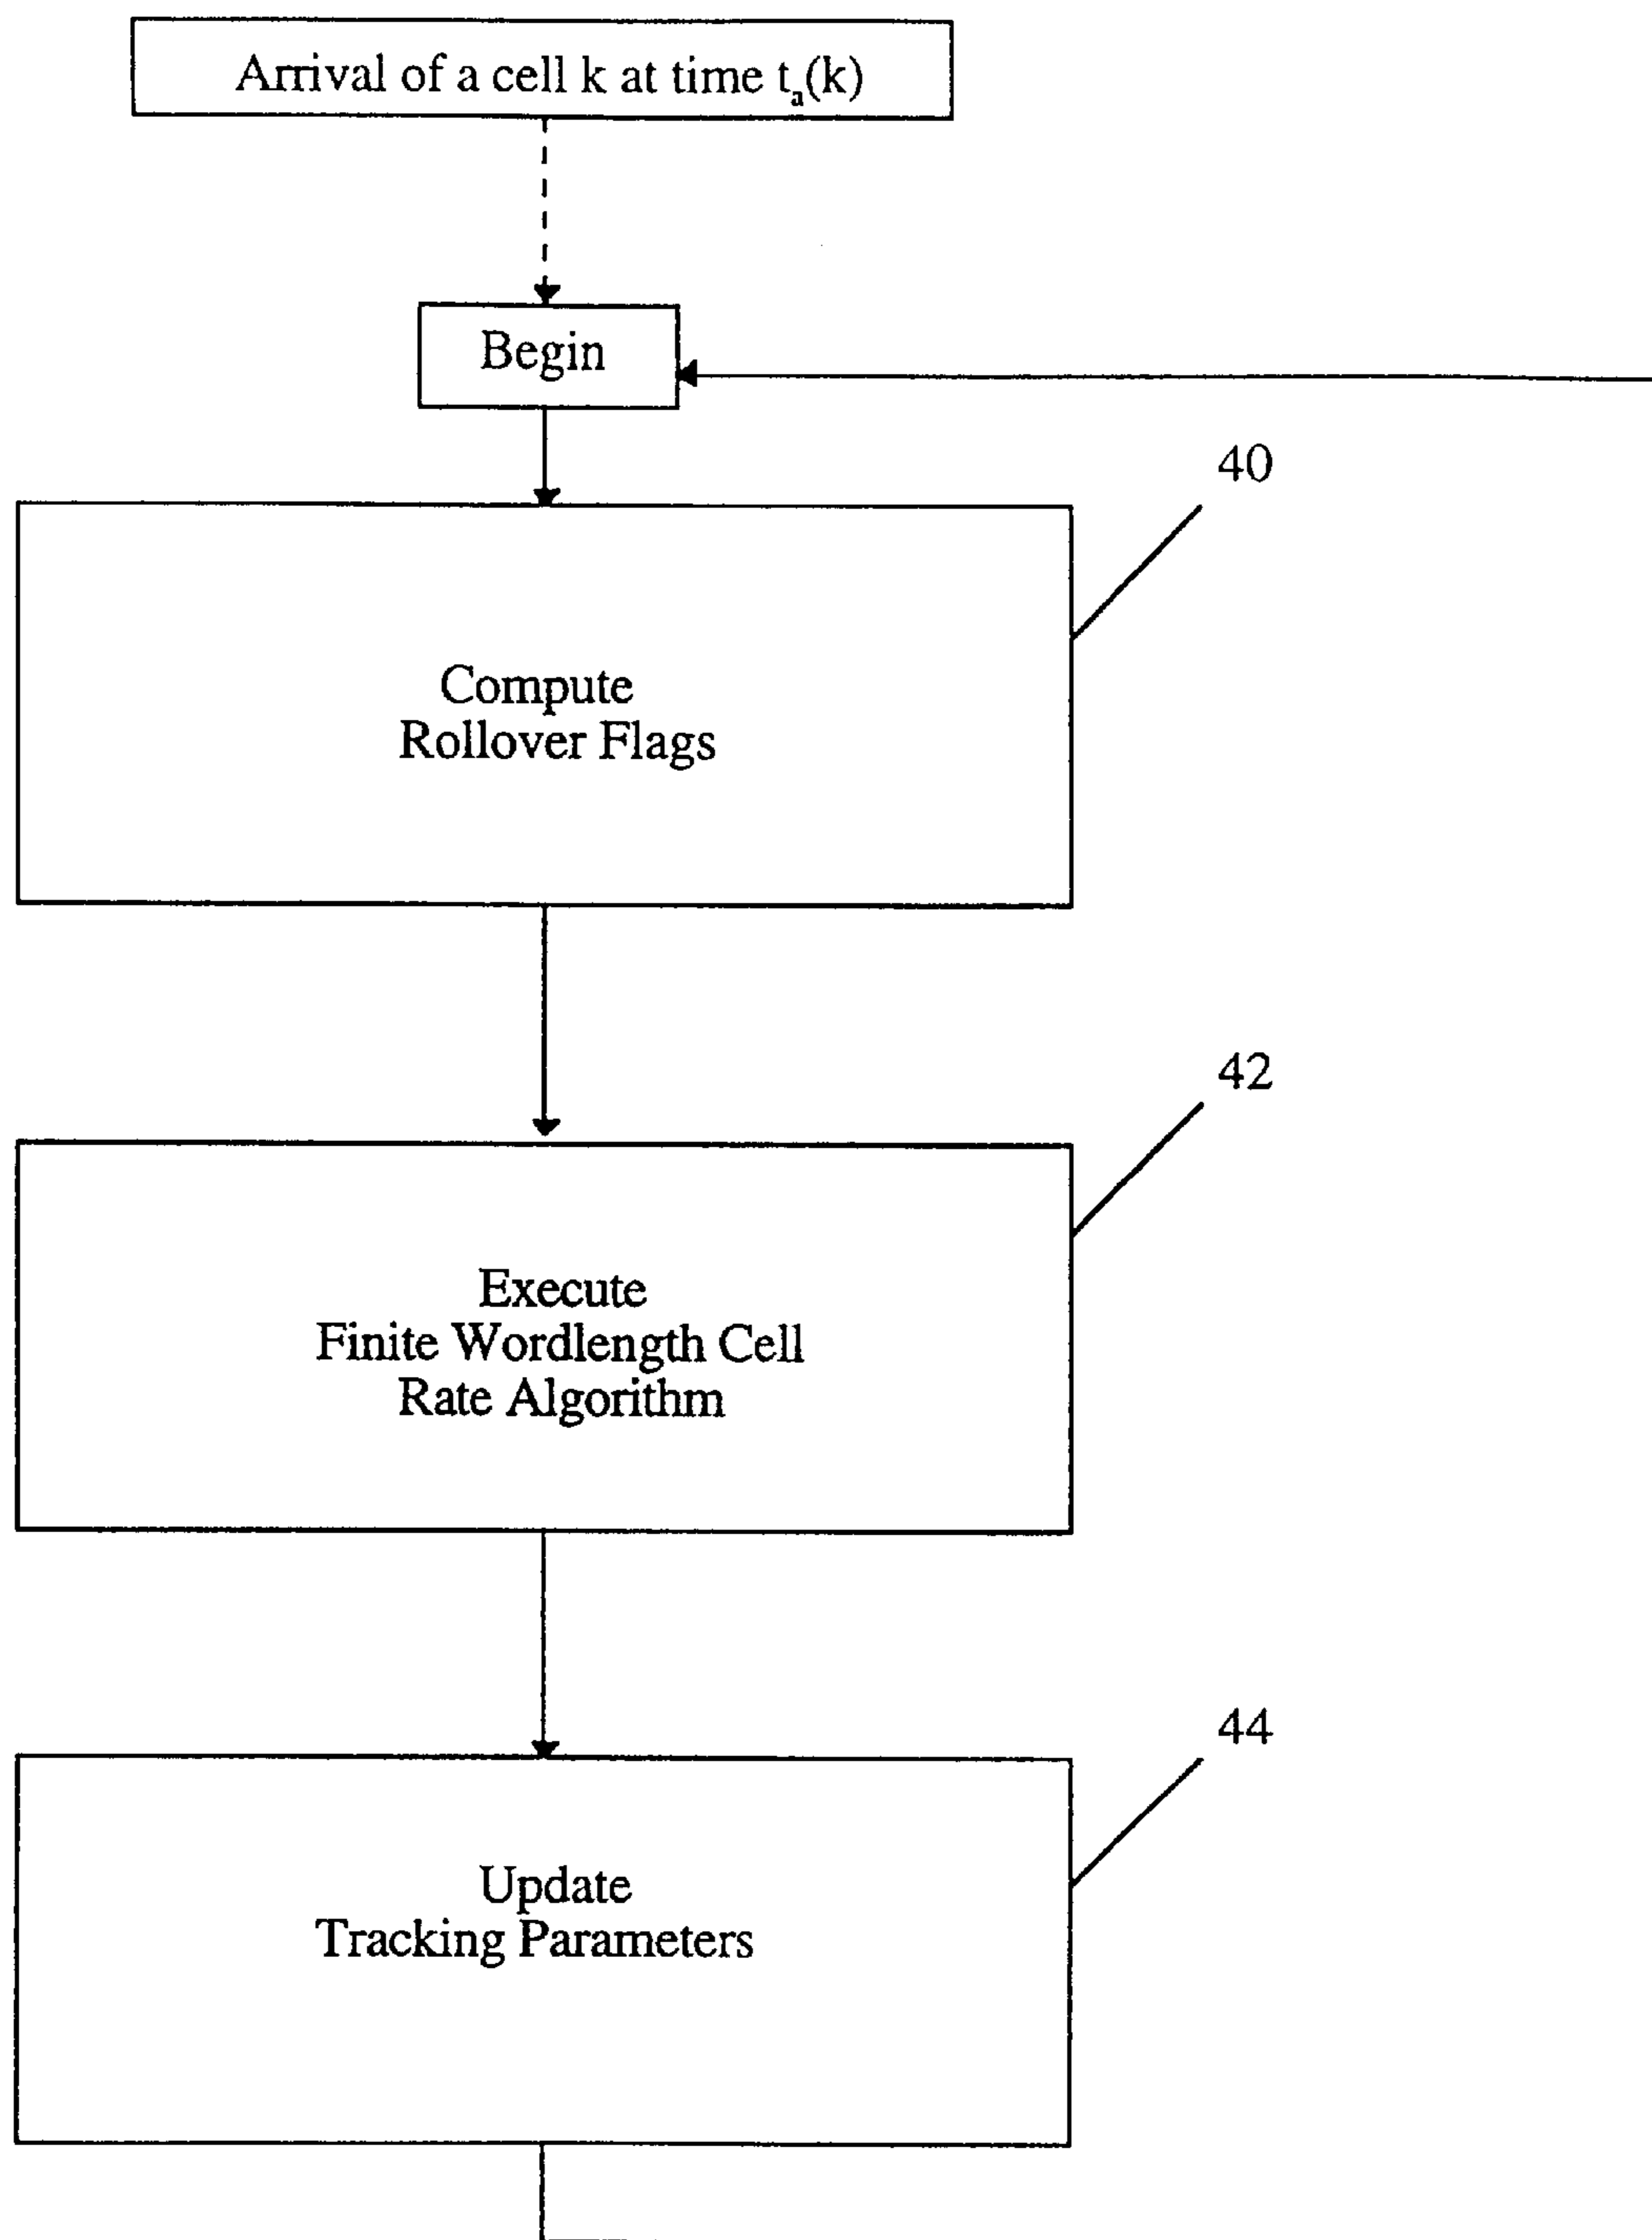 Arrival of a cell k at time tₐ(k)
Begin
40
Compute
Rollover Flags
42
Execute
Finite Wordlength Cell
Rate Algorithm
44
Update
Tracking Parameters